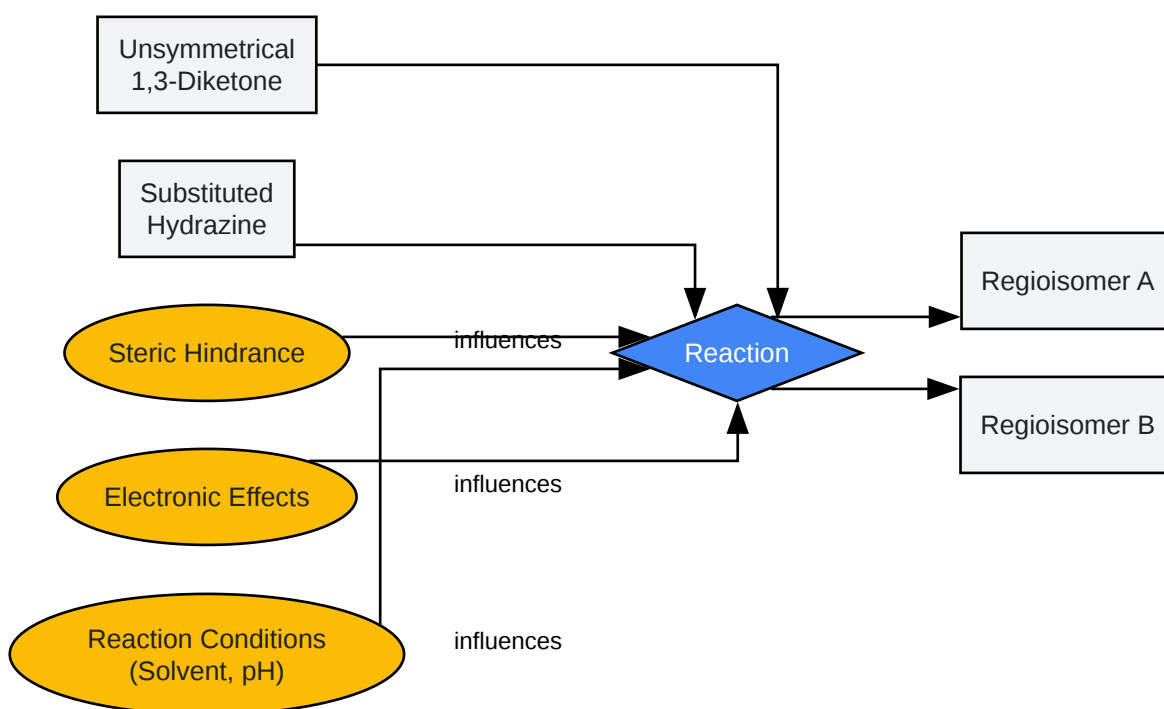 Unsymmetrical
1,3-Diketone
Substituted
Hydrazine
Steric Hindrance
influences
Reaction
Regioisomer A
Regioisomer B
Electronic Effects
influences
Reaction Conditions
(Solvent, pH)
influences